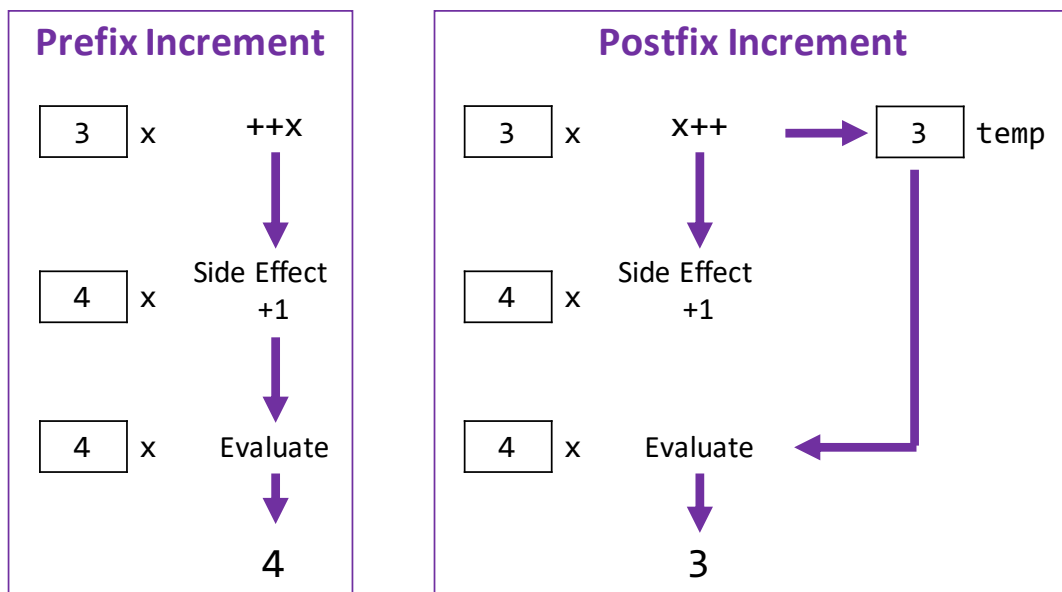 Prefix Increment
3 x ++x
Side Effect
4 x +1
4 x Evaluate
4
Postfix Increment
3 x x++ 3 temp
Side Effect
4 x +1
4 x Evaluate
3